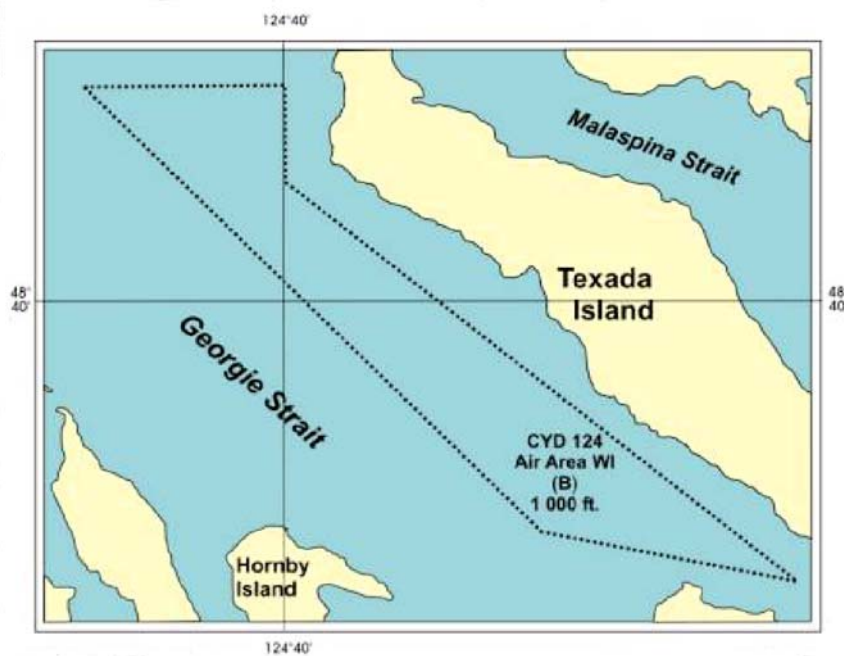 124°40'
Malaspina Strait
Texada
Island
48°
40'
48
40
Georgie Strait
CYD 124
Air Area WI
(B)
1 000 ft.
Hornby
Island
124°40'